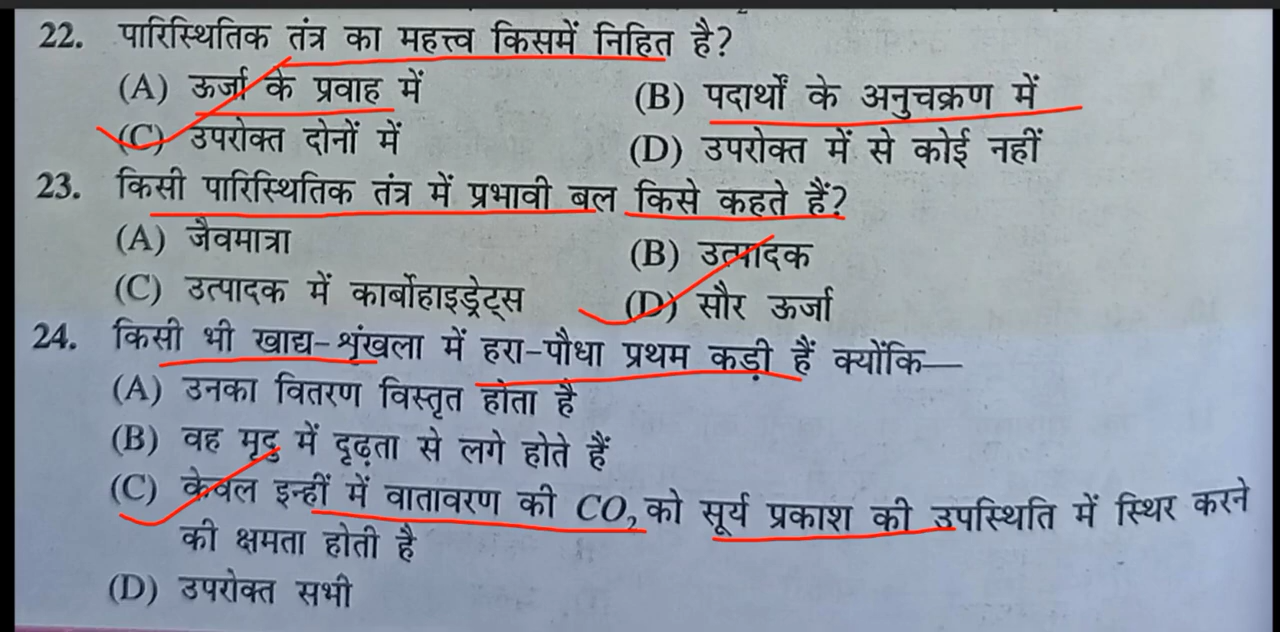 22. पारिस्थितिक तंत्र का महत्त्व किसमें निहित है?
(A) ऊर्जा के प्रवाह में (B) पदार्थों के अनुचक्रण में
(C) उपरोक्त दोनों में (D) उपरोक्त में से कोई नहीं
23. किसी पारिस्थितिक तंत्र में प्रभावी बल किसे कहते हैं?
(A) जैवमात्रा (B) उत्पादक
(C) उत्पादक में कार्बोहाइड्रेट्स (D) सौर ऊर्जा
24. किसी भी खाद्य-शृंखला में हरा-पौधा प्रथम कड़ी हैं क्योंकि—
(A) उनका वितरण विस्तृत होता है
(B) वह मृदु में दृढ़ता से लगे होते हैं
(C) केवल इन्हीं में वातावरण की CO₂ को सूर्य प्रकाश की उपस्थिति में स्थिर करने
की क्षमता होती है
(D) उपरोक्त सभी